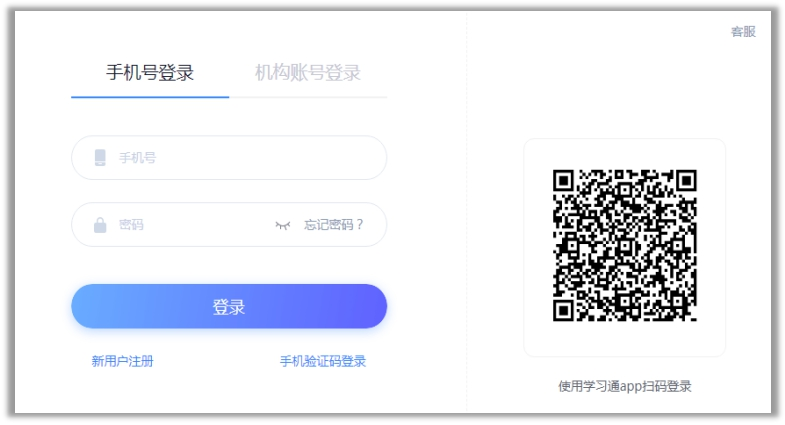 客服
手机号登录 机构账号登录
手机号
密码 忘记密码？
登录
新用户注册 手机验证码登录
使用学习通app扫码登录